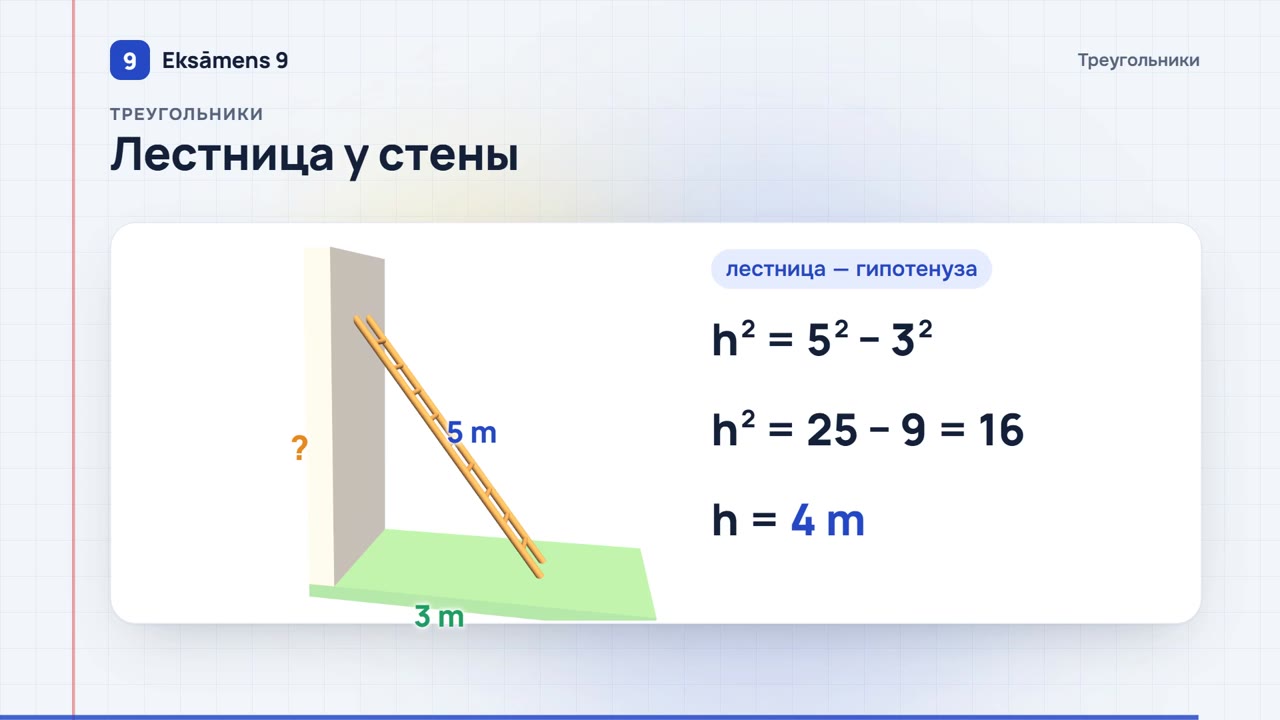 9 Eksāmens 9
Треугольники
ТРЕУГОЛЬНИКИ
Лестница у стены
лестница — гипотенуза
h² = 5² − 3²
h² = 25 − 9 = 16
h = 4 m
5 m
?
3 m